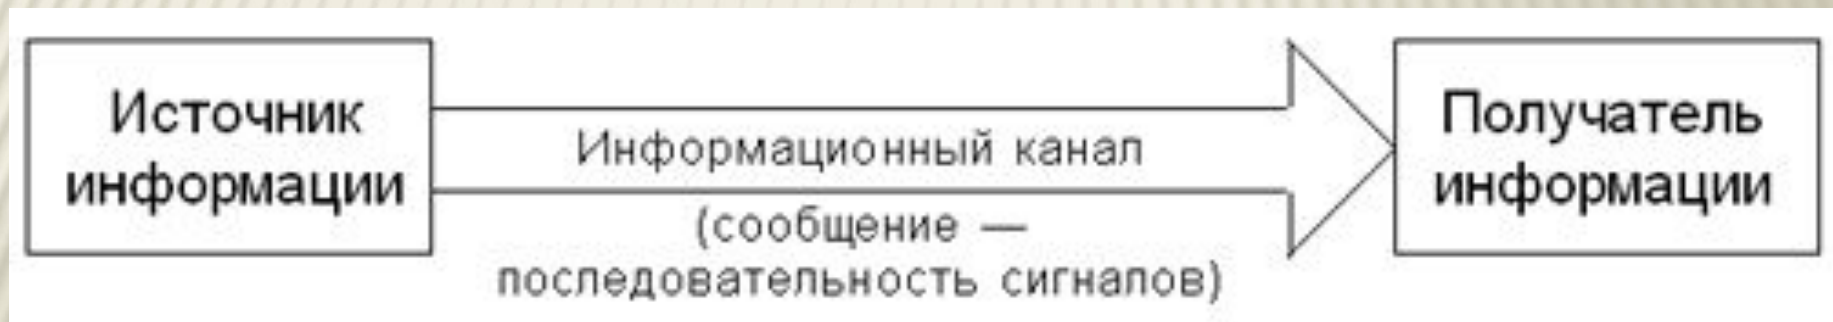 Источник
информации
Информационный канал
(сообщение —
последовательность сигналов)
Получатель
информации